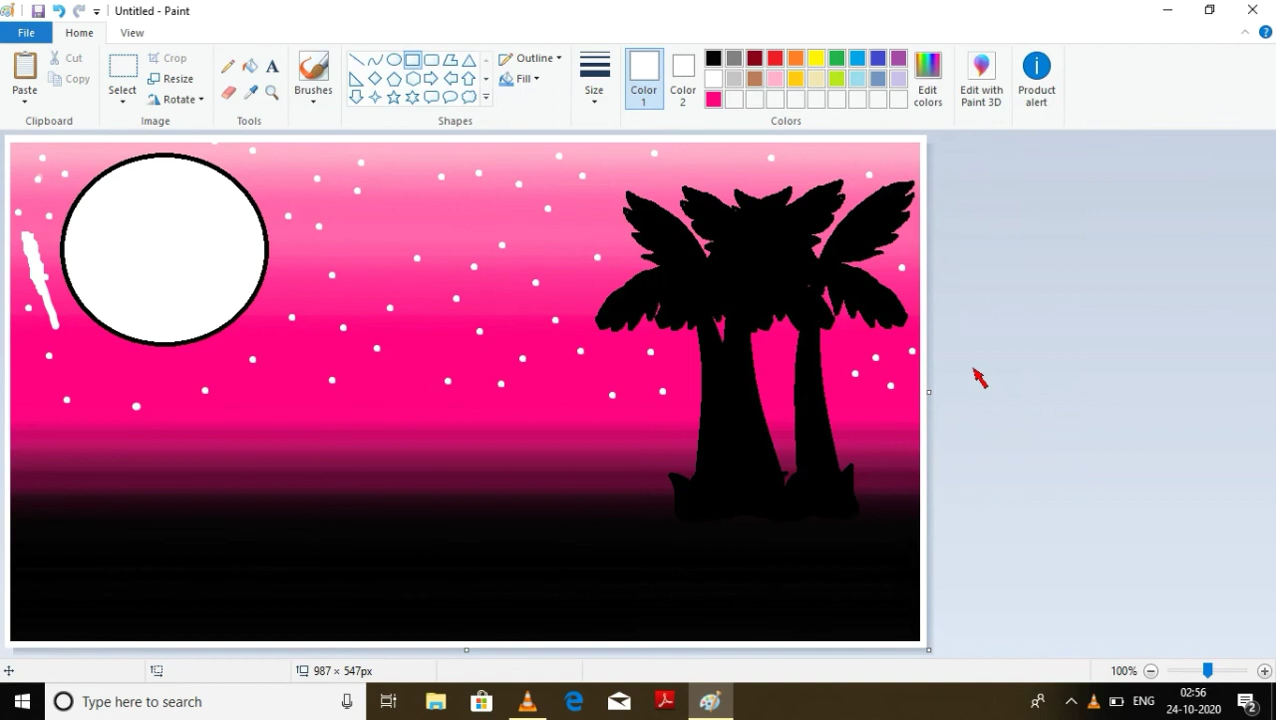 Untitled - Paint
File Home View
Paste
Cut
Copy
Clipboard
Select
Crop
Resize
Rotate
Image
A
Tools
Brushes
Outline
Fill
Shapes
Size
Color 1
Color 2
Edit colors
Colors
Edit with Paint 3D
Product alert
987 × 547px
100%
Type here to search
ENG
02:56
24-10-2020
2